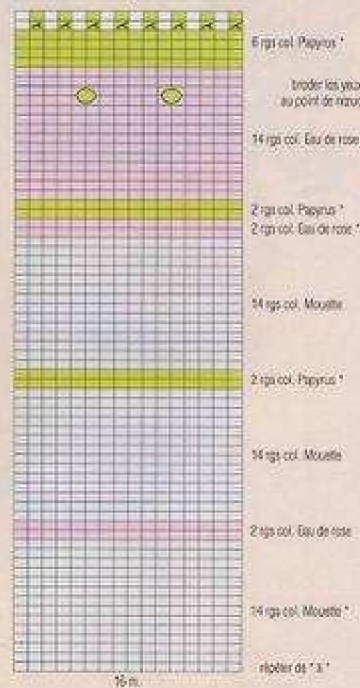 6 rgs col. Papyrus *
broder les yeux
au point de nœud
14 rgs col. Eau de rose
2 rgs col. Papyrus *
2 rgs col. Eau de rose *
14 rgs col. Mouette
2 rgs col. Papyrus *
14 rgs col. Mouette
2 rgs col. Eau de rose
14 rgs col. Mouette *
répéter de * à *
16 m.